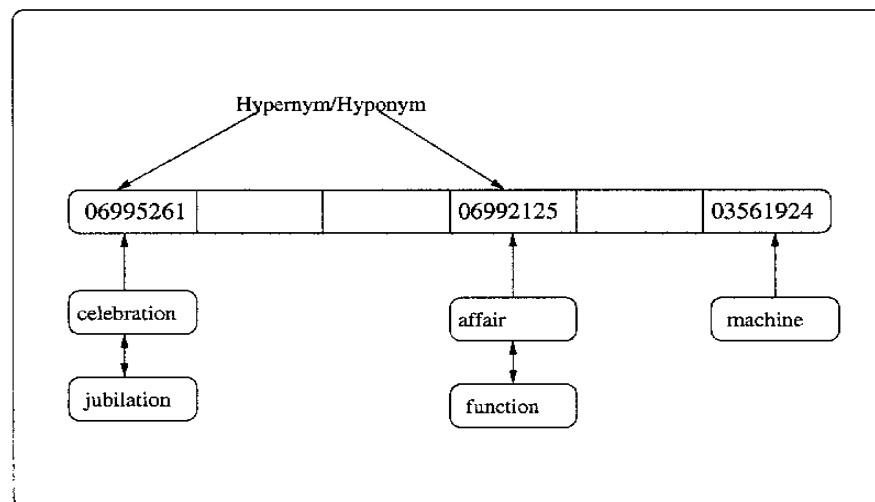 Hypernym/Hyponym
06995261 06992125 03561924
celebration affair machine
jubilation function